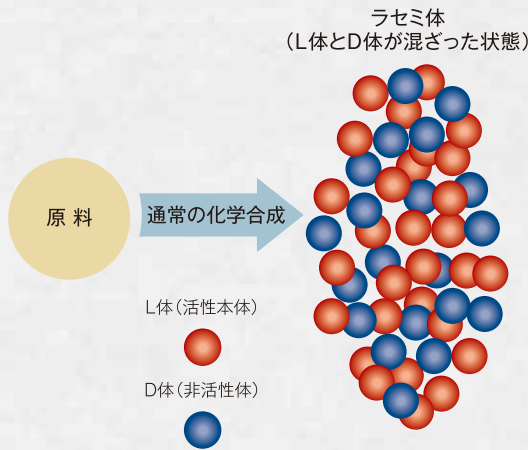 ラセミ体
（L体とD体が混ざった状態）
原料
通常の化学合成
L体（活性本体）
D体（非活性体）